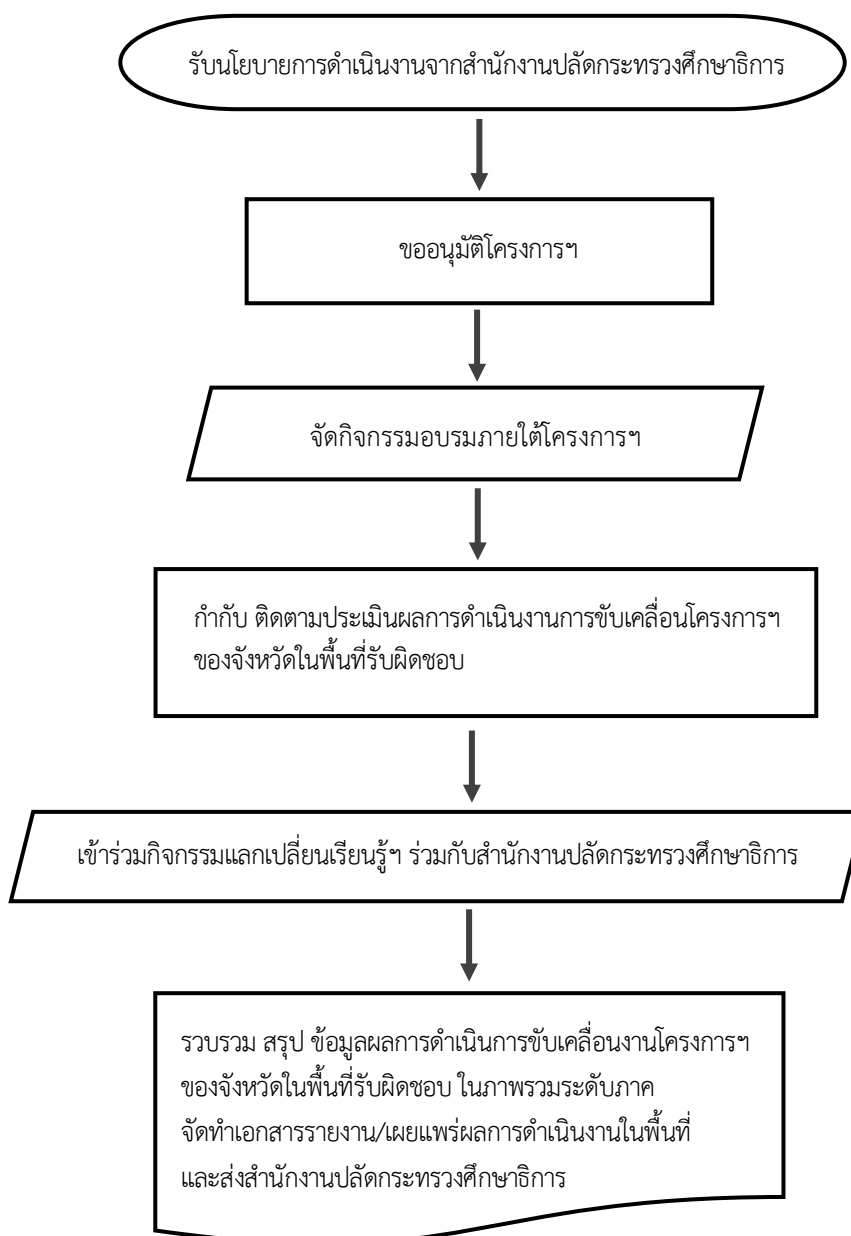 รับนโยบายการดำเนินงานจากสำนักงานปลัดกระทรวงศึกษาธิการ
ขออนุมัติโครงการฯ
จัดกิจกรรมอบรมภายใต้โครงการฯ
กำกับ ติดตามประเมินผลการดำเนินงานการขับเคลื่อนโครงการฯ
ของจังหวัดในพื้นที่รับผิดชอบ
เข้าร่วมกิจกรรมแลกเปลี่ยนเรียนรู้ฯ ร่วมกับสำนักงานปลัดกระทรวงศึกษาธิการ
รวบรวม สรุป ข้อมูลผลการดำเนินการขับเคลื่อนงานโครงการฯ
ของจังหวัดในพื้นที่รับผิดชอบ ในภาพรวมระดับภาค
จัดทำเอกสารรายงาน/เผยแพร่ผลการดำเนินงานในพื้นที่
และส่งสำนักงานปลัดกระทรวงศึกษาธิการ